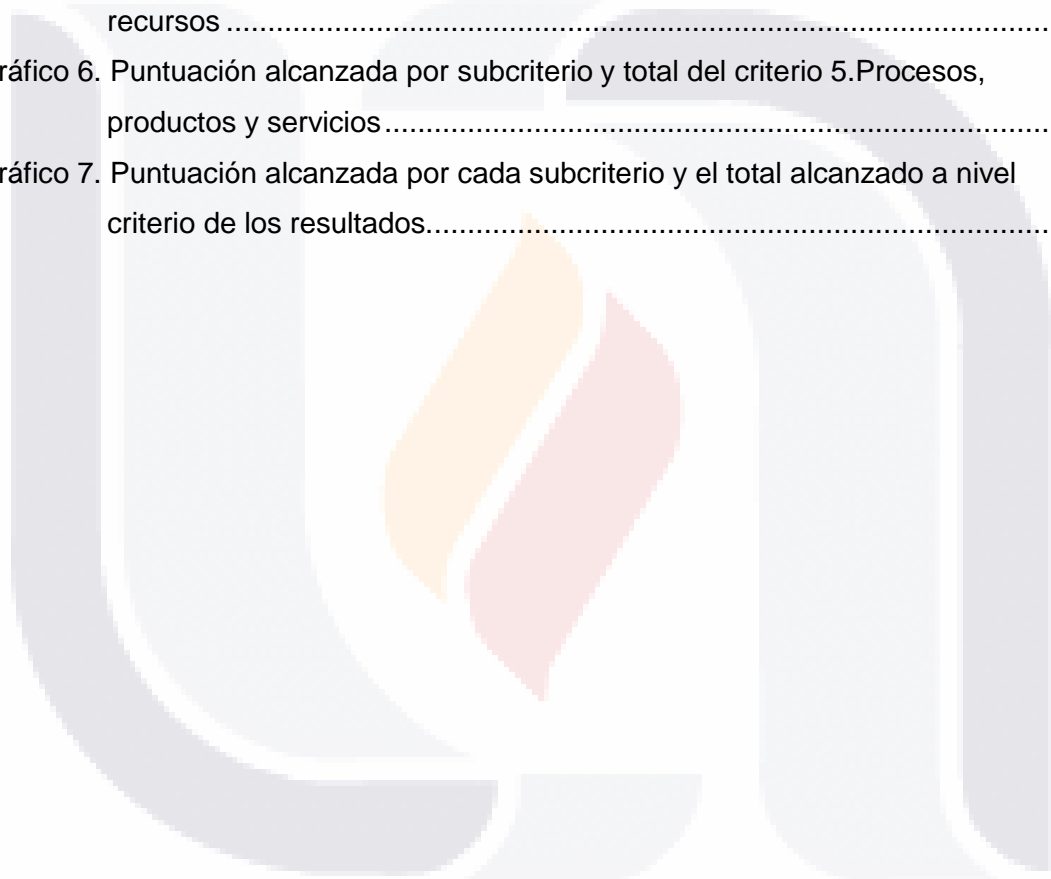 recursos ....................................................................................................
ráfico 6. Puntuación alcanzada por subcriterio y total del criterio 5.Procesos,
productos y servicios ..................................................................................
ráfico 7. Puntuación alcanzada por cada subcriterio y el total alcanzado a nivel
criterio de los resultados............................................................................